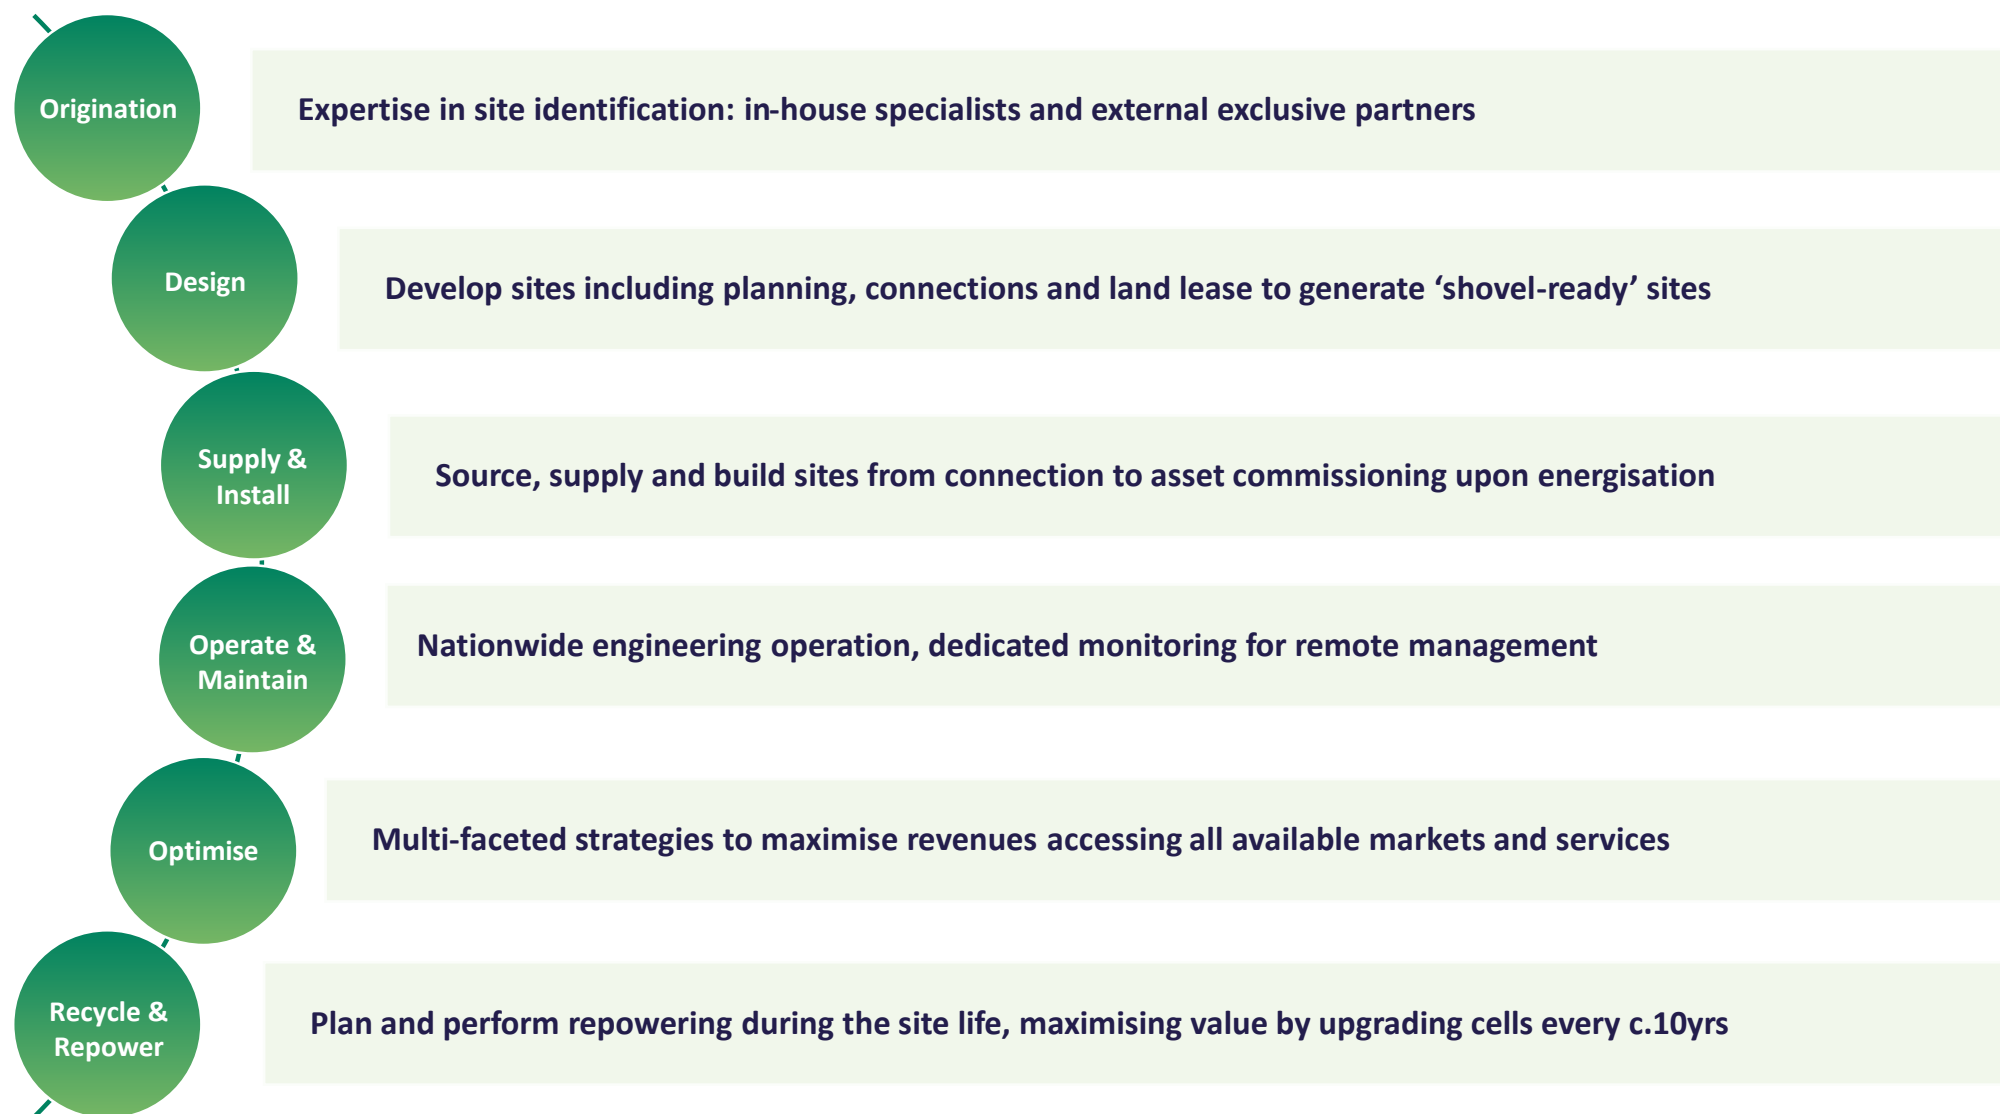 Origination
Expertise in site identification: in-house specialists and external exclusive partners
Design
Develop sites including planning, connections and land lease to generate ‘shovel-ready’ sites
Supply &
Install
Source, supply and build sites from connection to asset commissioning upon energisation
Operate &
Maintain
Nationwide engineering operation, dedicated monitoring for remote management
Optimise
Multi-faceted strategies to maximise revenues accessing all available markets and services
Recycle &
Repower
Plan and perform repowering during the site life, maximising value by upgrading cells every c.10yrs